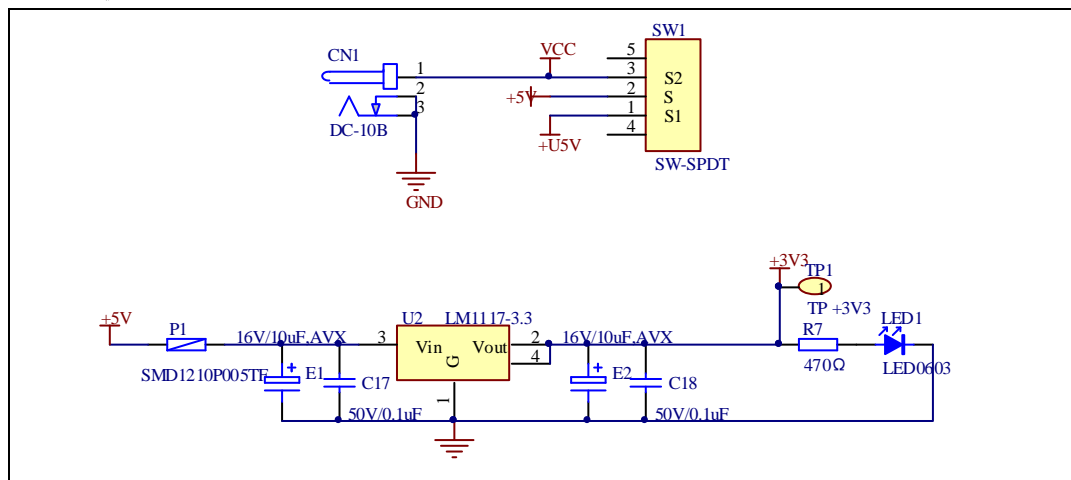 CN1
1
2
3
DC-10B
GND
VCC
+5V
+U5V
SW1
5
3
2
1
4
S2
S
S1
SW-SPDT
+5V
P1
SMD1210P005TF
16V/10uF,AVX
E1
C17
50V/0.1uF
U2
LM1117-3.3
3
Vin
Vout
G
2
4
1
16V/10uF,AVX
E2
C18
50V/0.1uF
+3V3
TP1
1
TP +3V3
R7
470Ω
LED1
LED0603